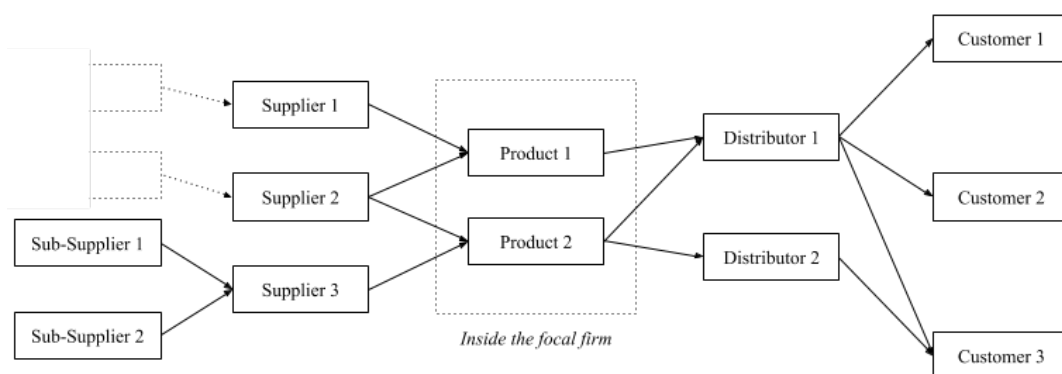 Customer 1
Supplier 1
Distributor 1
Product 1
Supplier 2
Customer 2
Sub-Supplier 1
Product 2
Distributor 2
Supplier 3
Sub-Supplier 2
Inside the focal firm
Customer 3